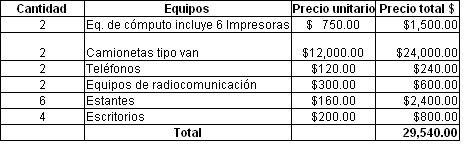 Cantidad Equipos Precio unitario Precio total $
2 Eq. de cómputo incluye 6 Impresoras $ 750.00 $1,500.00
2 Camionetas tipo van $12,000.00 $24,000.00
2 Teléfonos $120.00 $240.00
2 Equipos de radiocomunicación $300.00 $600.00
6 Estantes $160.00 $2,400.00
4 Escritorios $200.00 $800.00
Total 29,540.00